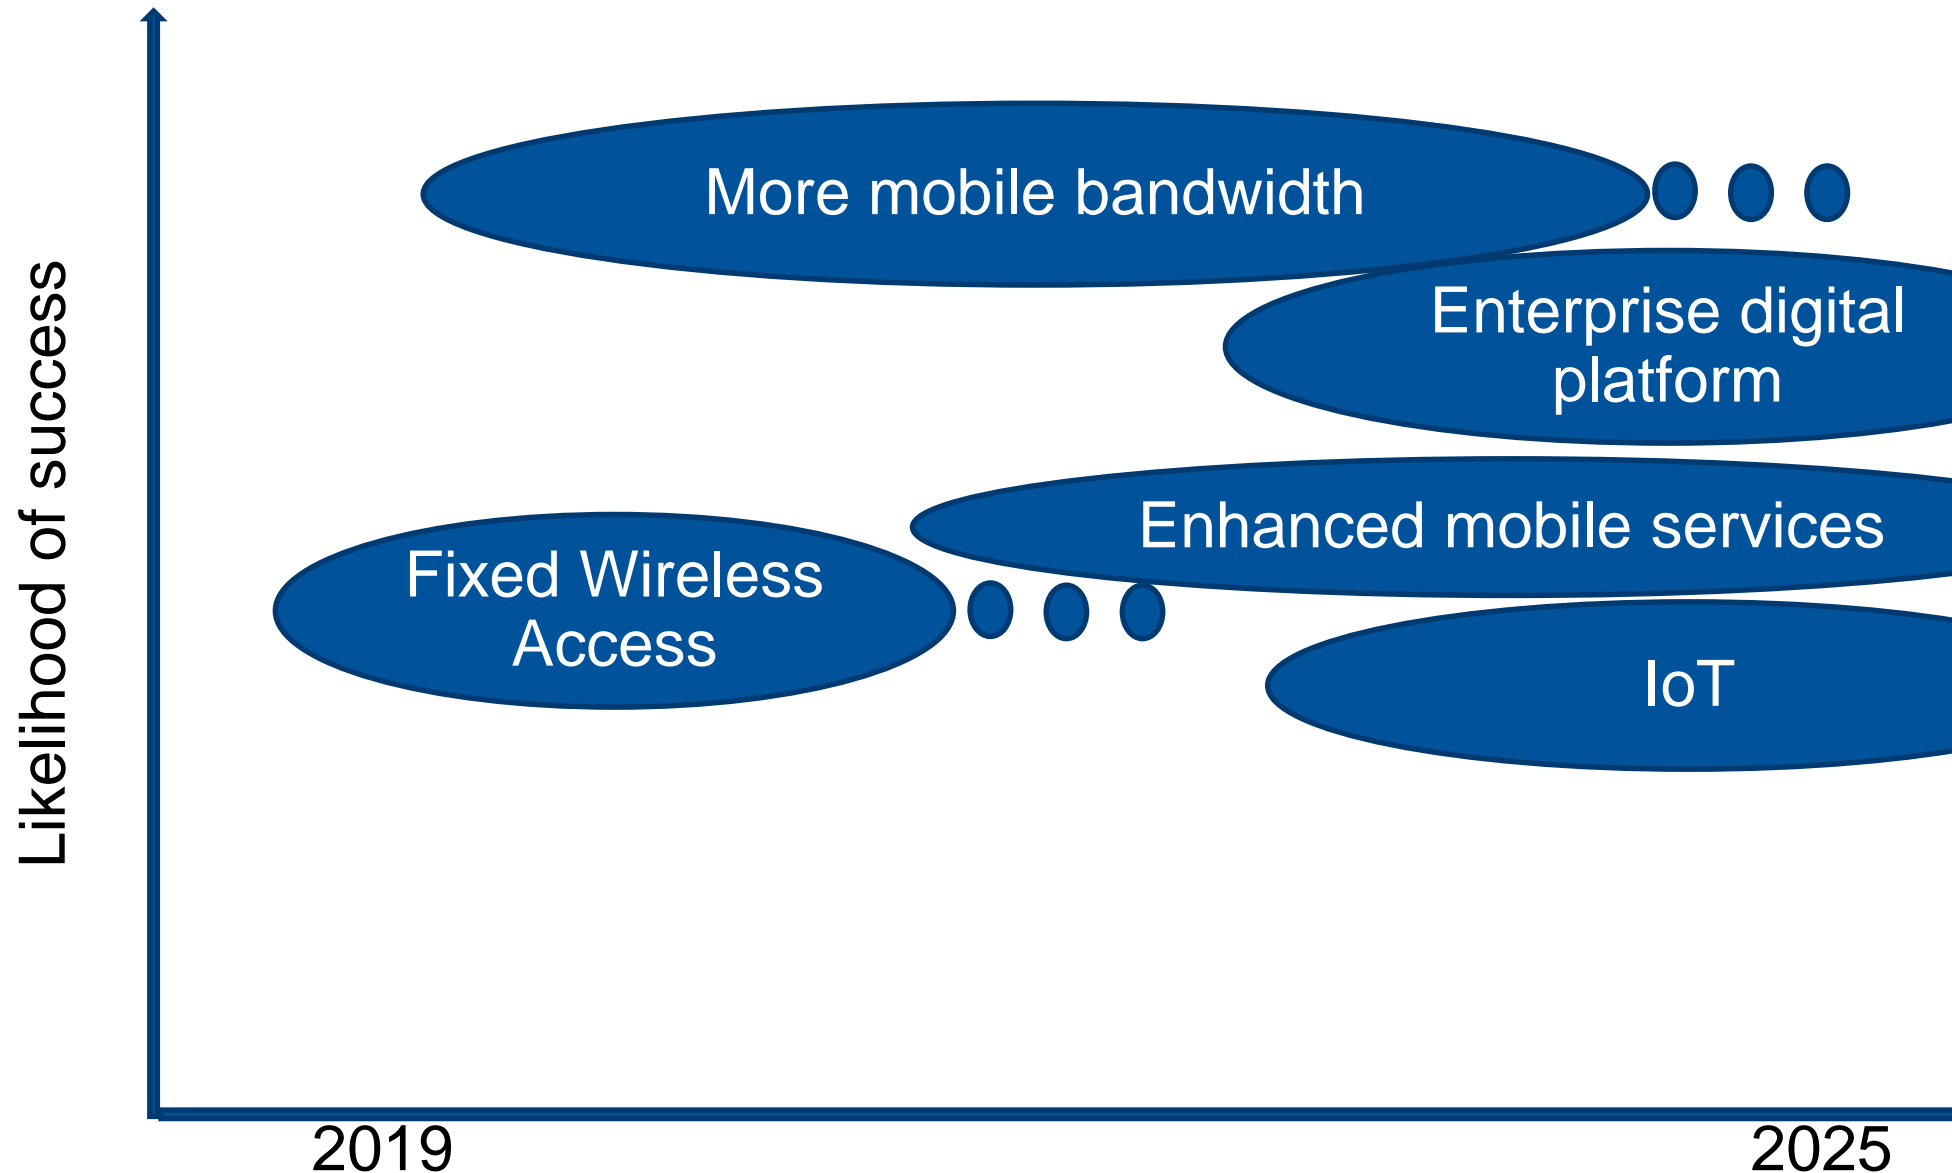 Likelihood of success
More mobile bandwidth
Enterprise digital
platform
Enhanced mobile services
Fixed Wireless
Access
IoT
2019
2025